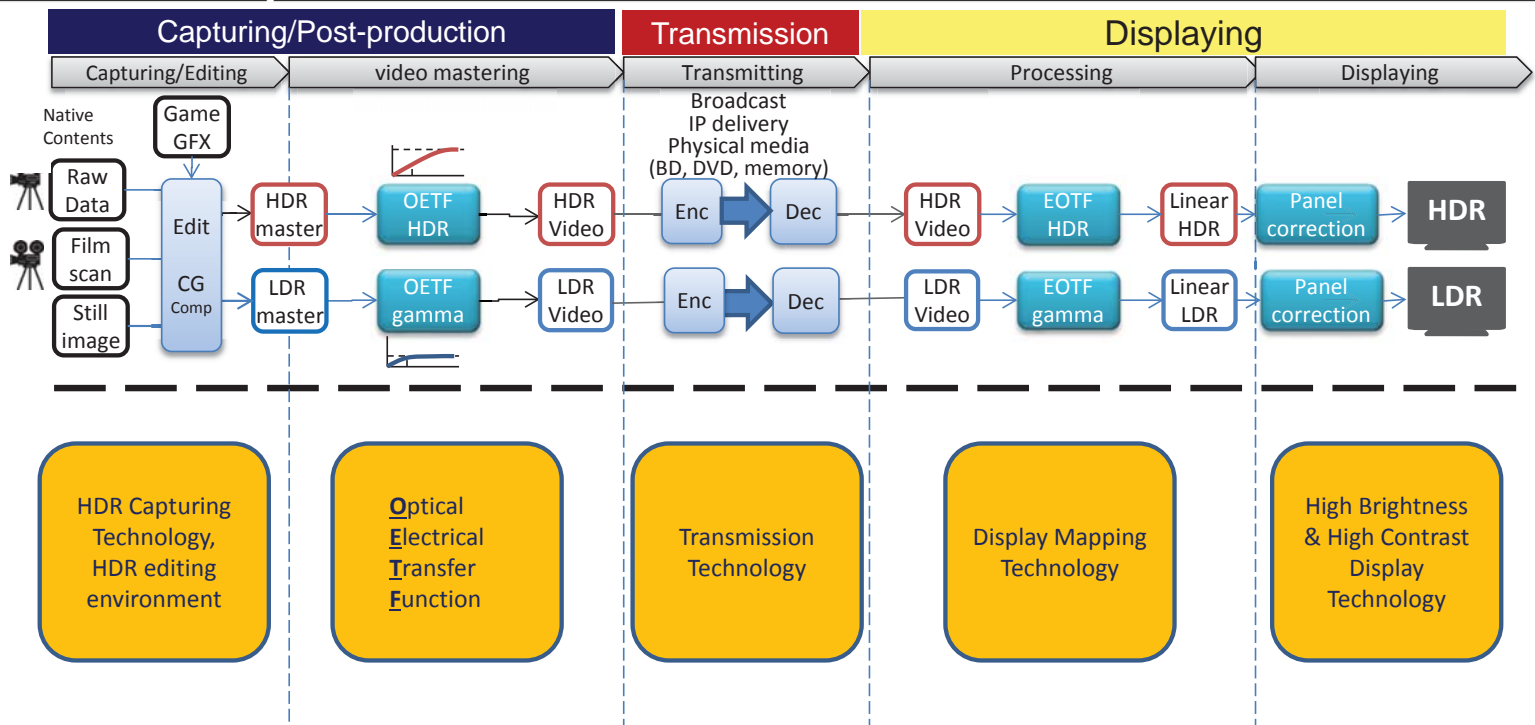 Capturing/Post-production
Transmission
Displaying
Capturing/Editing
video mastering
Transmitting
Processing
Displaying
Native
Contents
Game
GFX
Raw
Data
Film
scan
Still
image
Edit
CG
Comp
HDR
master
LDR
master
OETF
HDR
OETF
gamma
HDR
Video
LDR
Video
Broadcast
IP delivery
Physical media
(BD, DVD, memory)
Enc
Dec
Enc
Dec
HDR
Video
LDR
Video
EOTF
HDR
EOTF
gamma
Linear
HDR
Linear
LDR
Panel
correction
Panel
correction
HDR
LDR
HDR Capturing
Technology,
HDR editing
environment
Optical
Electrical
Transfer
Function
Transmission
Technology
Display Mapping
Technology
High Brightness
& High Contrast
Display
Technology